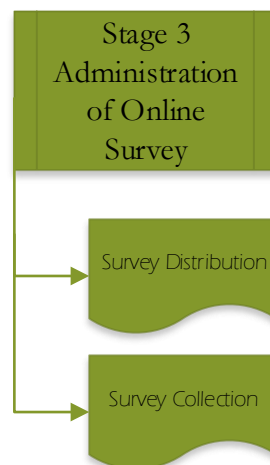 Stage 3
Administration
of Online
Survey
Survey Distribution
Survey Collection